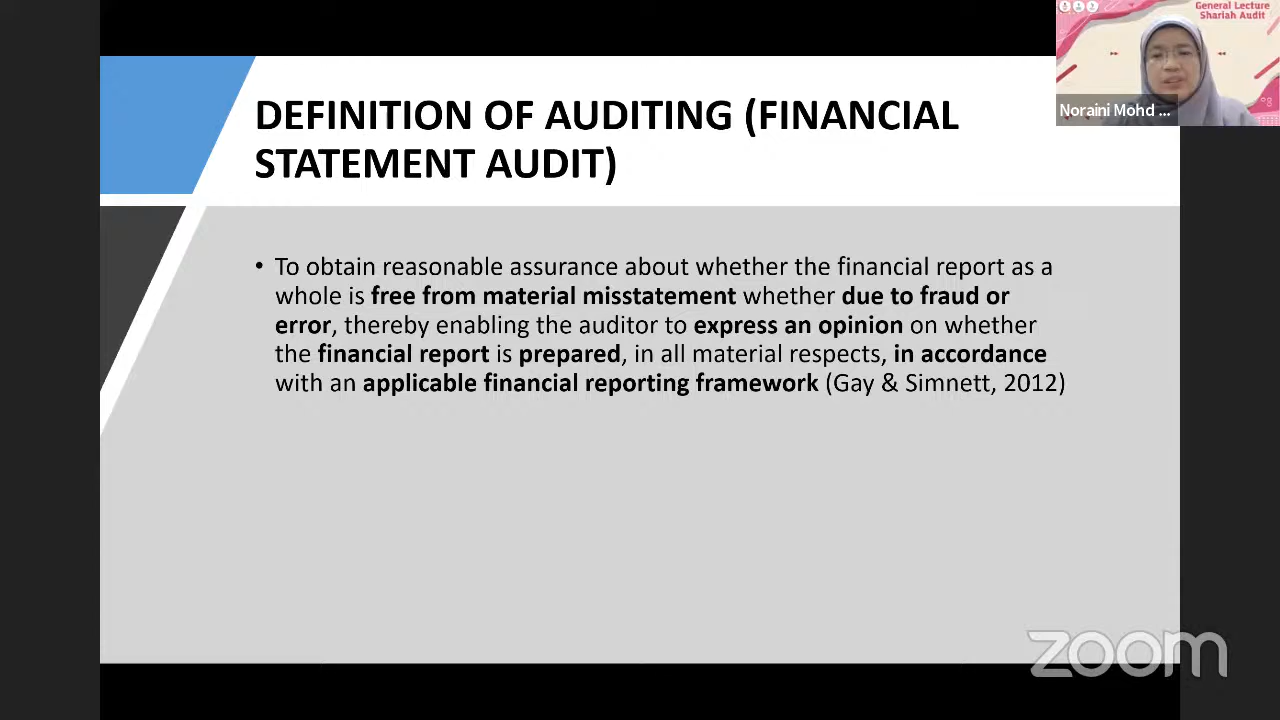 General Lecture
Shariah Audit
Noraini Mohd ...
DEFINITION OF AUDITING (FINANCIAL
STATEMENT AUDIT)
• To obtain reasonable assurance about whether the financial report as a
whole is free from material misstatement whether due to fraud or
error, thereby enabling the auditor to express an opinion on whether
the financial report is prepared, in all material respects, in accordance
with an applicable financial reporting framework (Gay & Simnett, 2012)
zoom